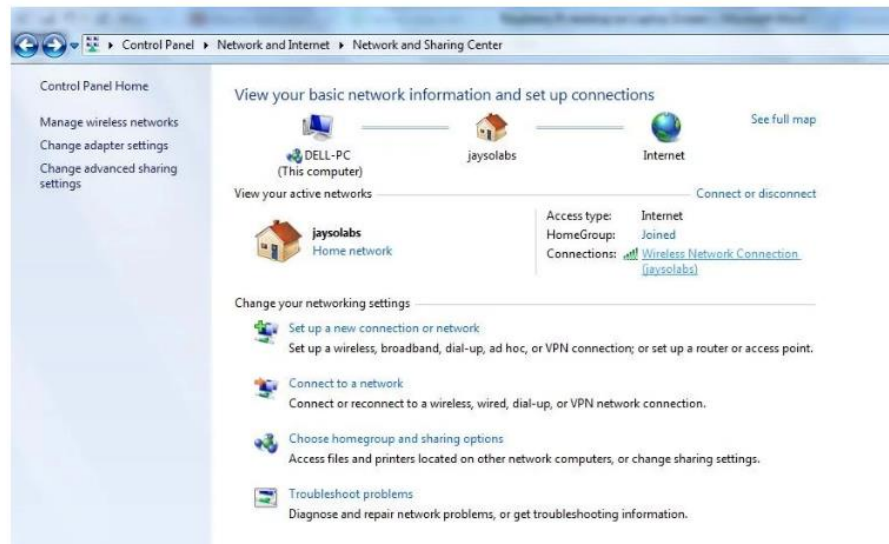 Control Panel Network and Internet Network and Sharing Center
Control Panel Home
Manage wireless networks
Change adapter settings
Change advanced sharing
settings
View your basic network information and set up connections
See full map
DELL-PC
(This computer)
jaysolabs
Internet
View your active networks
Connect or disconnect
jaysolabs
Home network
Access type: Internet
HomeGroup: Joined
Connections: Wireless Network Connection
(jaysolabs)
Change your networking settings
Set up a new connection or network
Set up a wireless, broadband, dial-up, ad hoc, or VPN connection; or set up a router or access point.
Connect to a network
Connect or reconnect to a wireless, wired, dial-up, or VPN network connection.
Choose homegroup and sharing options
Access files and printers located on other network computers, or change sharing settings.
Troubleshoot problems
Diagnose and repair network problems, or get troubleshooting information.